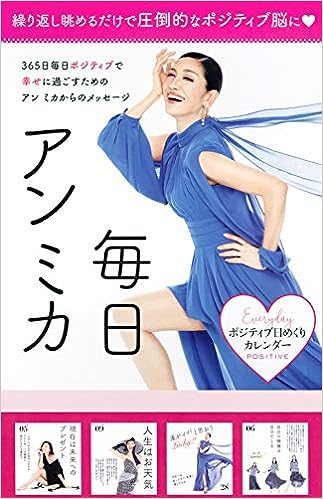 繰り返し眺めるだけで圧倒的なポジティブ脳に♥
365日毎日ポジティブで
幸せに過ごすための
アン ミカからのメッセージ
毎日
アンミカ
Everyday
ポジティブ日めくり
カレンダー
POSITIVE
05
現在は未来への
プレゼント
09
人生はお天気
Lucky!!
06